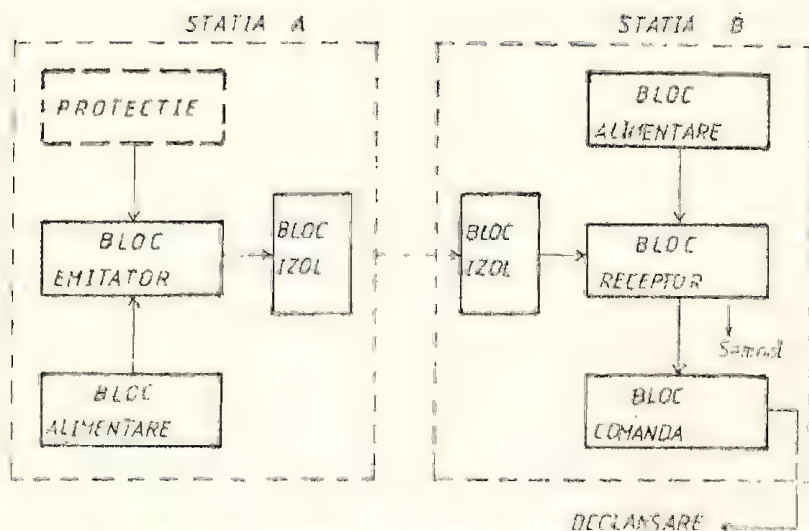 STATIA A
PROTECTIE
BLOC
EMITATOR
BLOC
IZOL
BLOC
ALIMENTARE
STATIA B
BLOC
ALIMENTARE
BLOC
IZOL
BLOC
RECEPTOR
BLOC
COMANDA
DECLANSARE